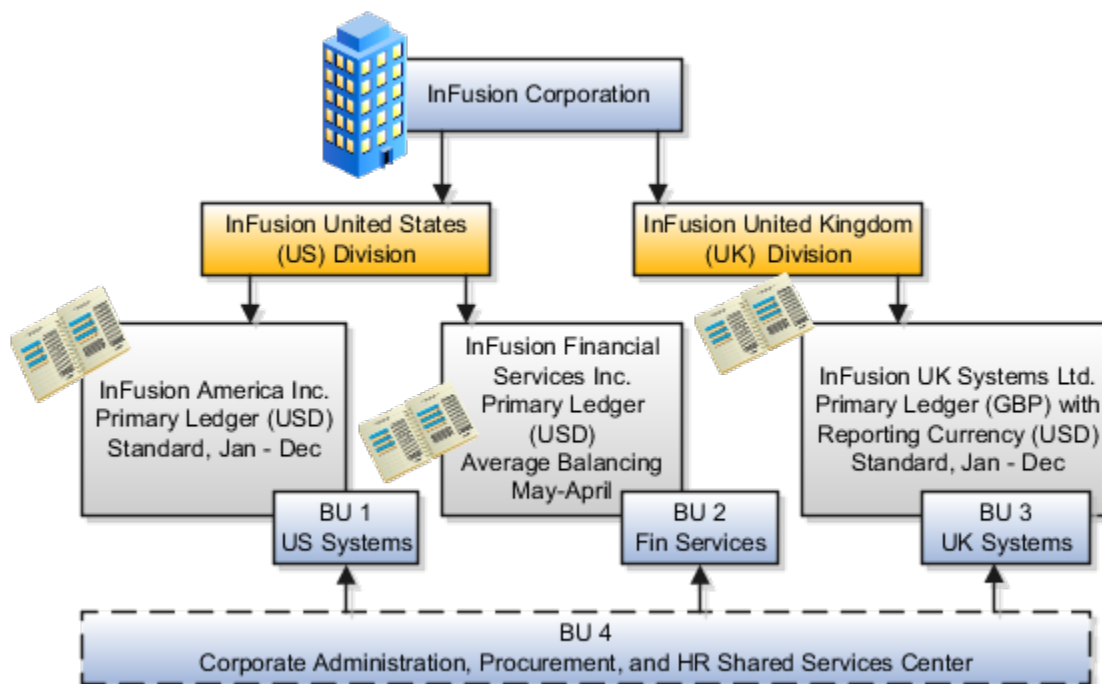 InFusion Corporation
InFusion United States
(US) Division
InFusion United Kingdom
(UK) Division
InFusion America Inc.
Primary Ledger (USD)
Standard, Jan - Dec
InFusion Financial
Services Inc.
Primary Ledger
(USD)
Average Balancing
May-April
InFusion UK Systems Ltd.
Primary Ledger (GBP) with
Reporting Currency (USD)
Standard, Jan - Dec
BU 1
US Systems
BU 2
Fin Services
BU 3
UK Systems
BU 4
Corporate Administration, Procurement, and HR Shared Services Center